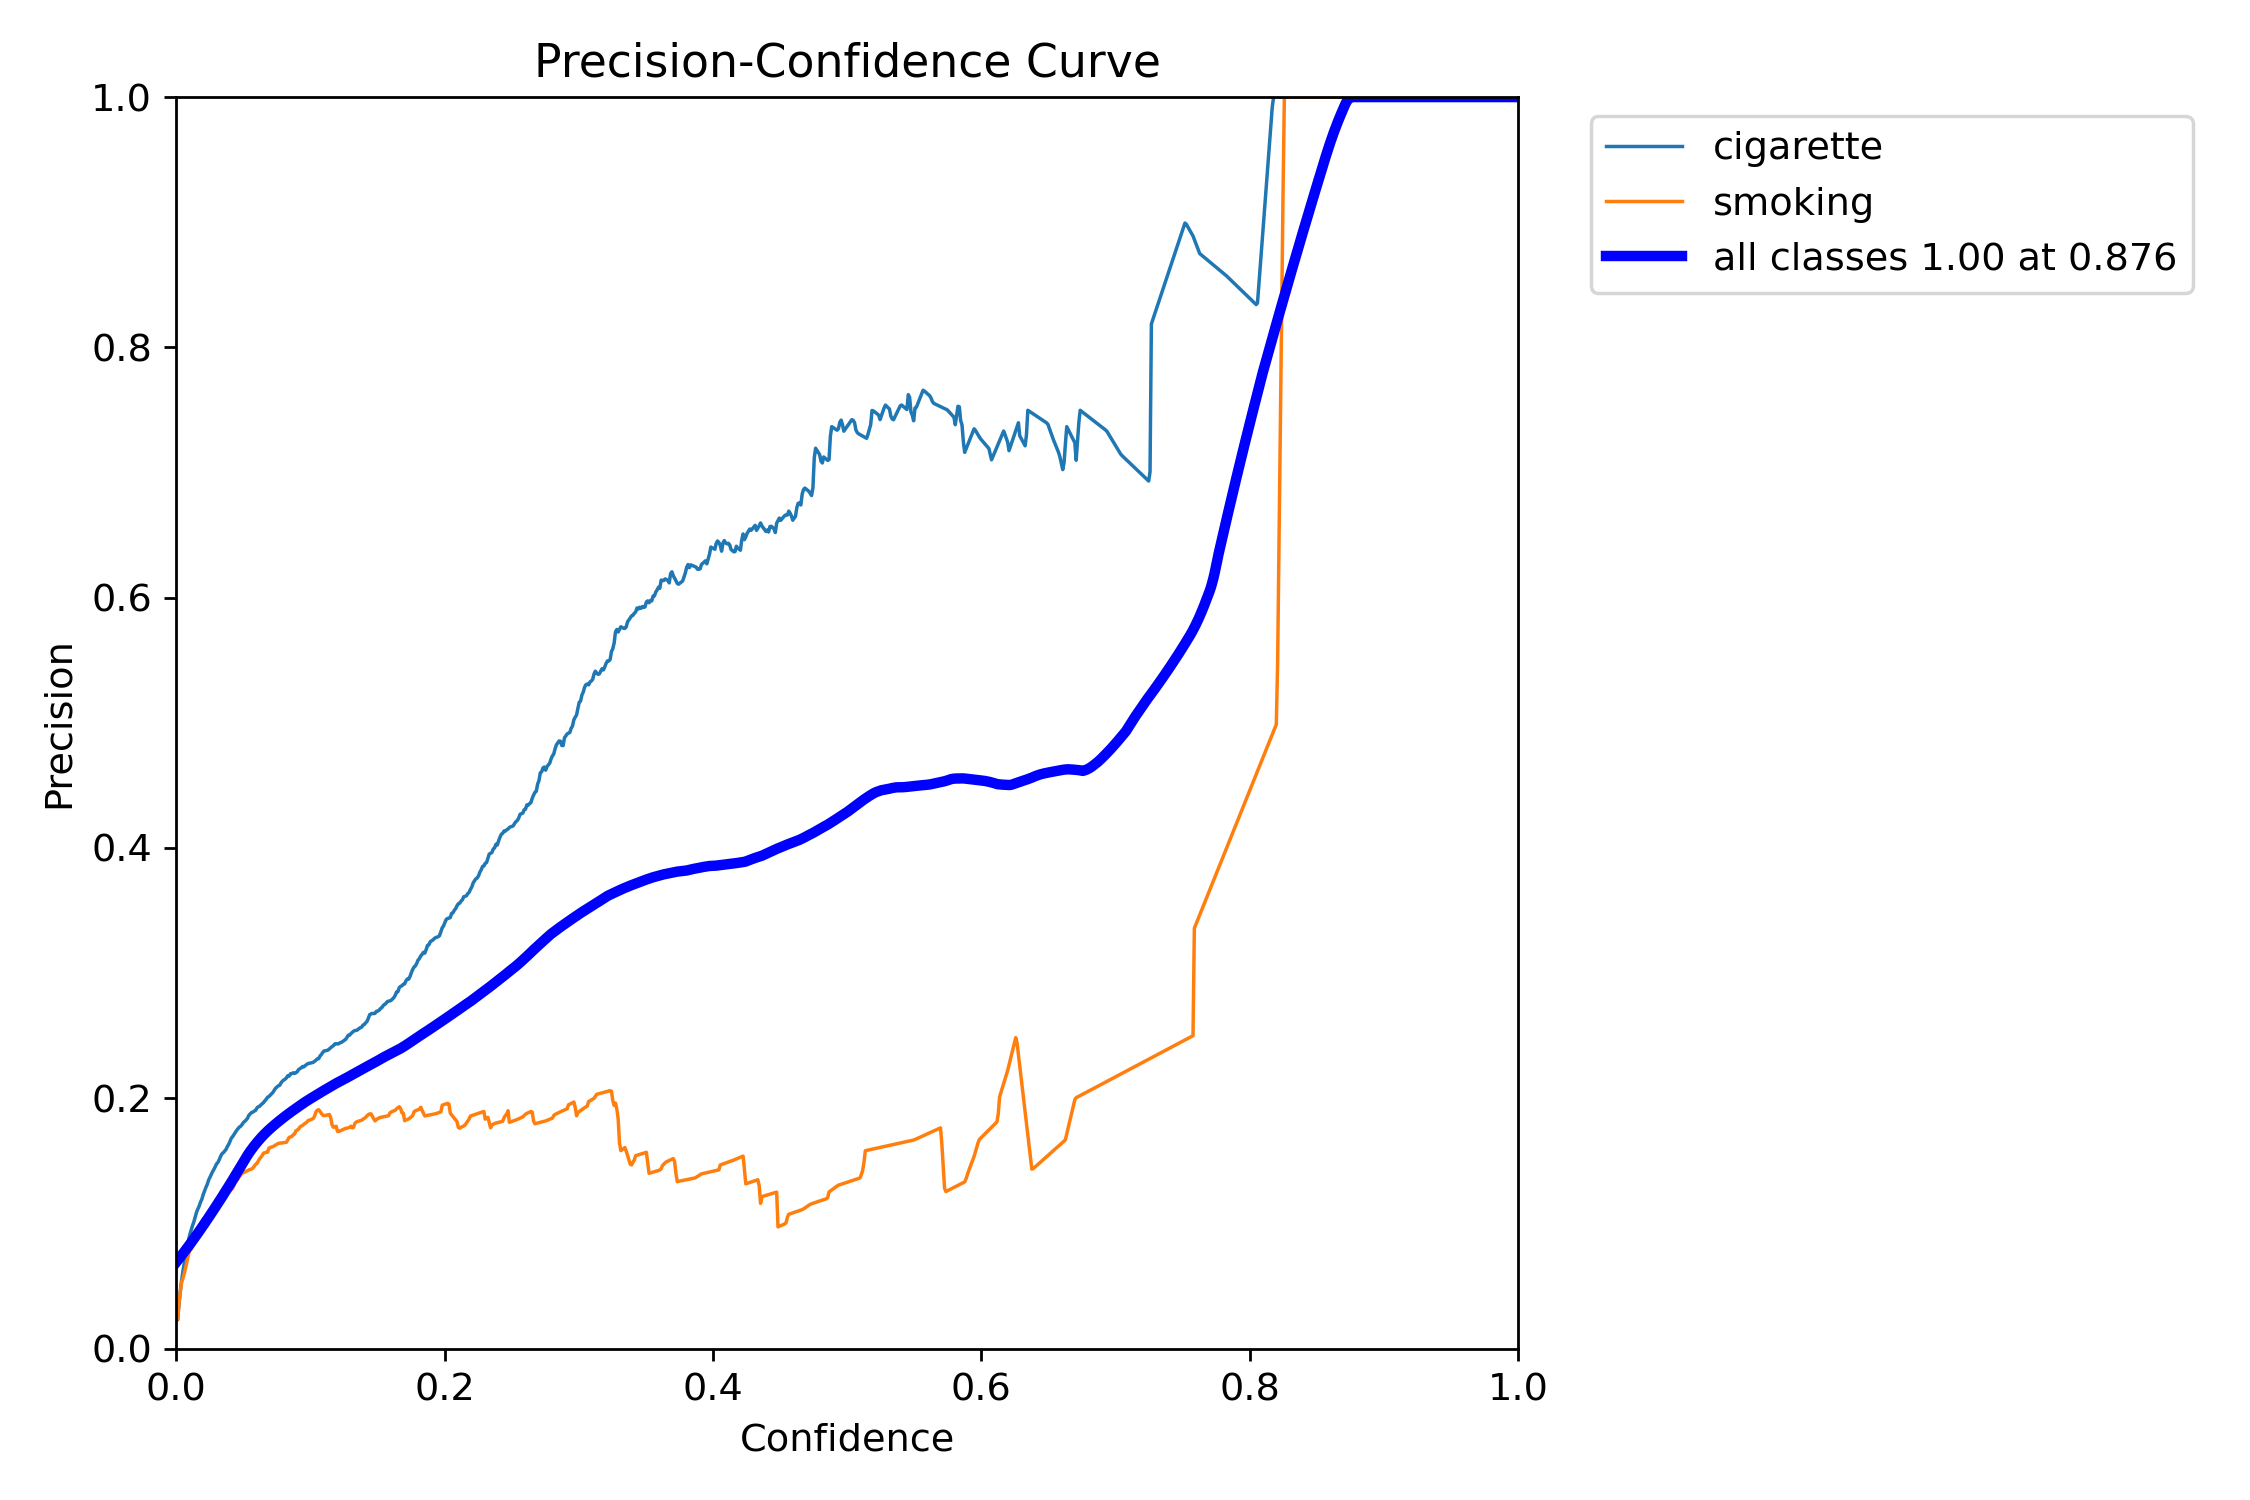 Precision-Confidence Curve
1.0
0.8
0.6
0.4
0.2
0.0
Precision
0.0 0.2 0.4 0.6 0.8 1.0
Confidence
cigarette
smoking
all classes 1.00 at 0.876